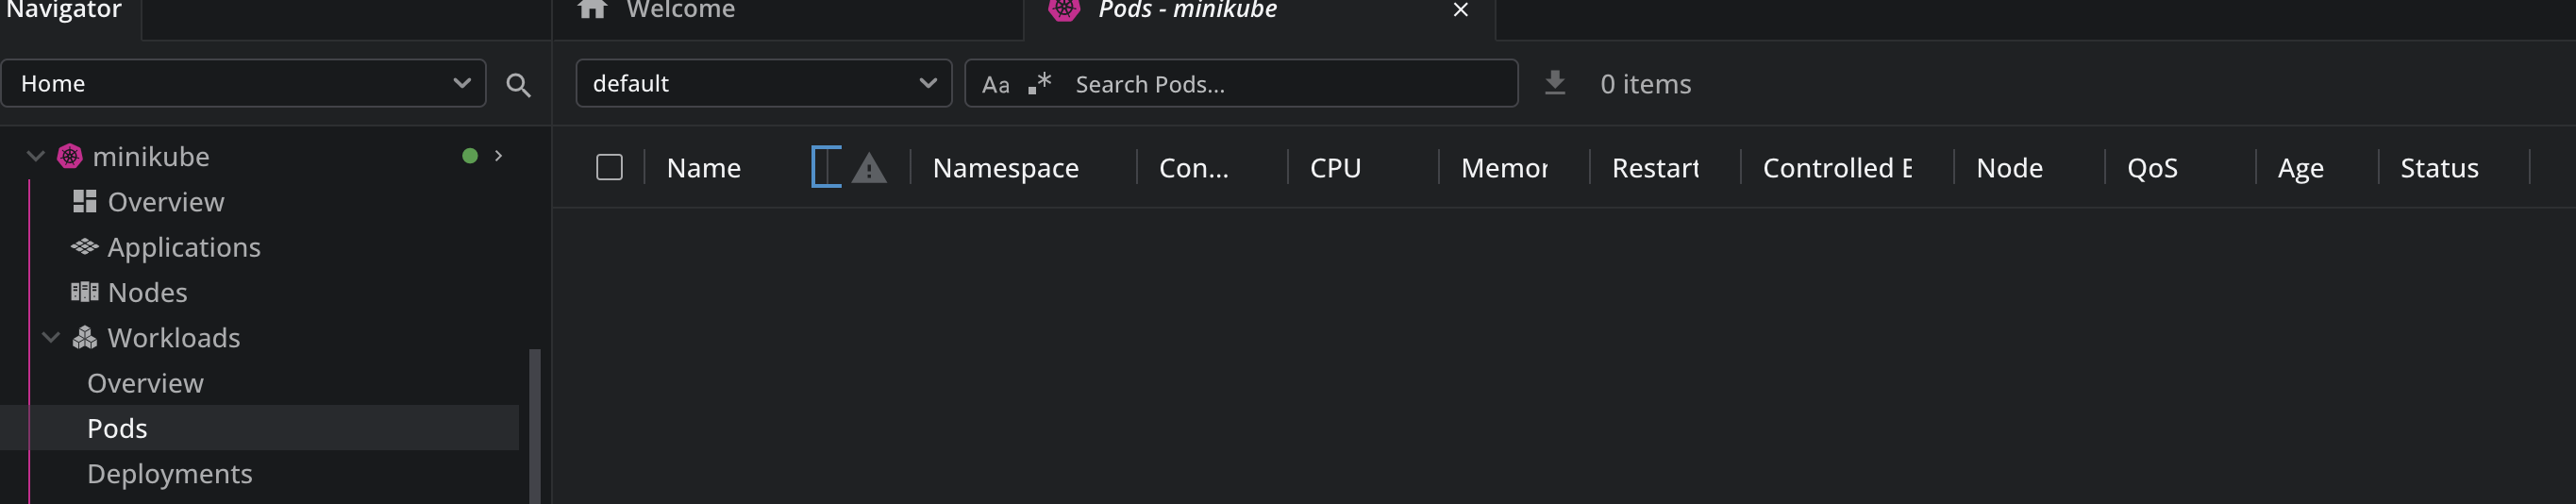 Navigator
Welcome
Pods - minikube
Home
default
Aa .* Search Pods...
0 items
minikube
Overview
Applications
Nodes
Workloads
Overview
Pods
Deployments
Name
Namespace
Con...
CPU
Memor
Restart
Controlled B
Node
QoS
Age
Status